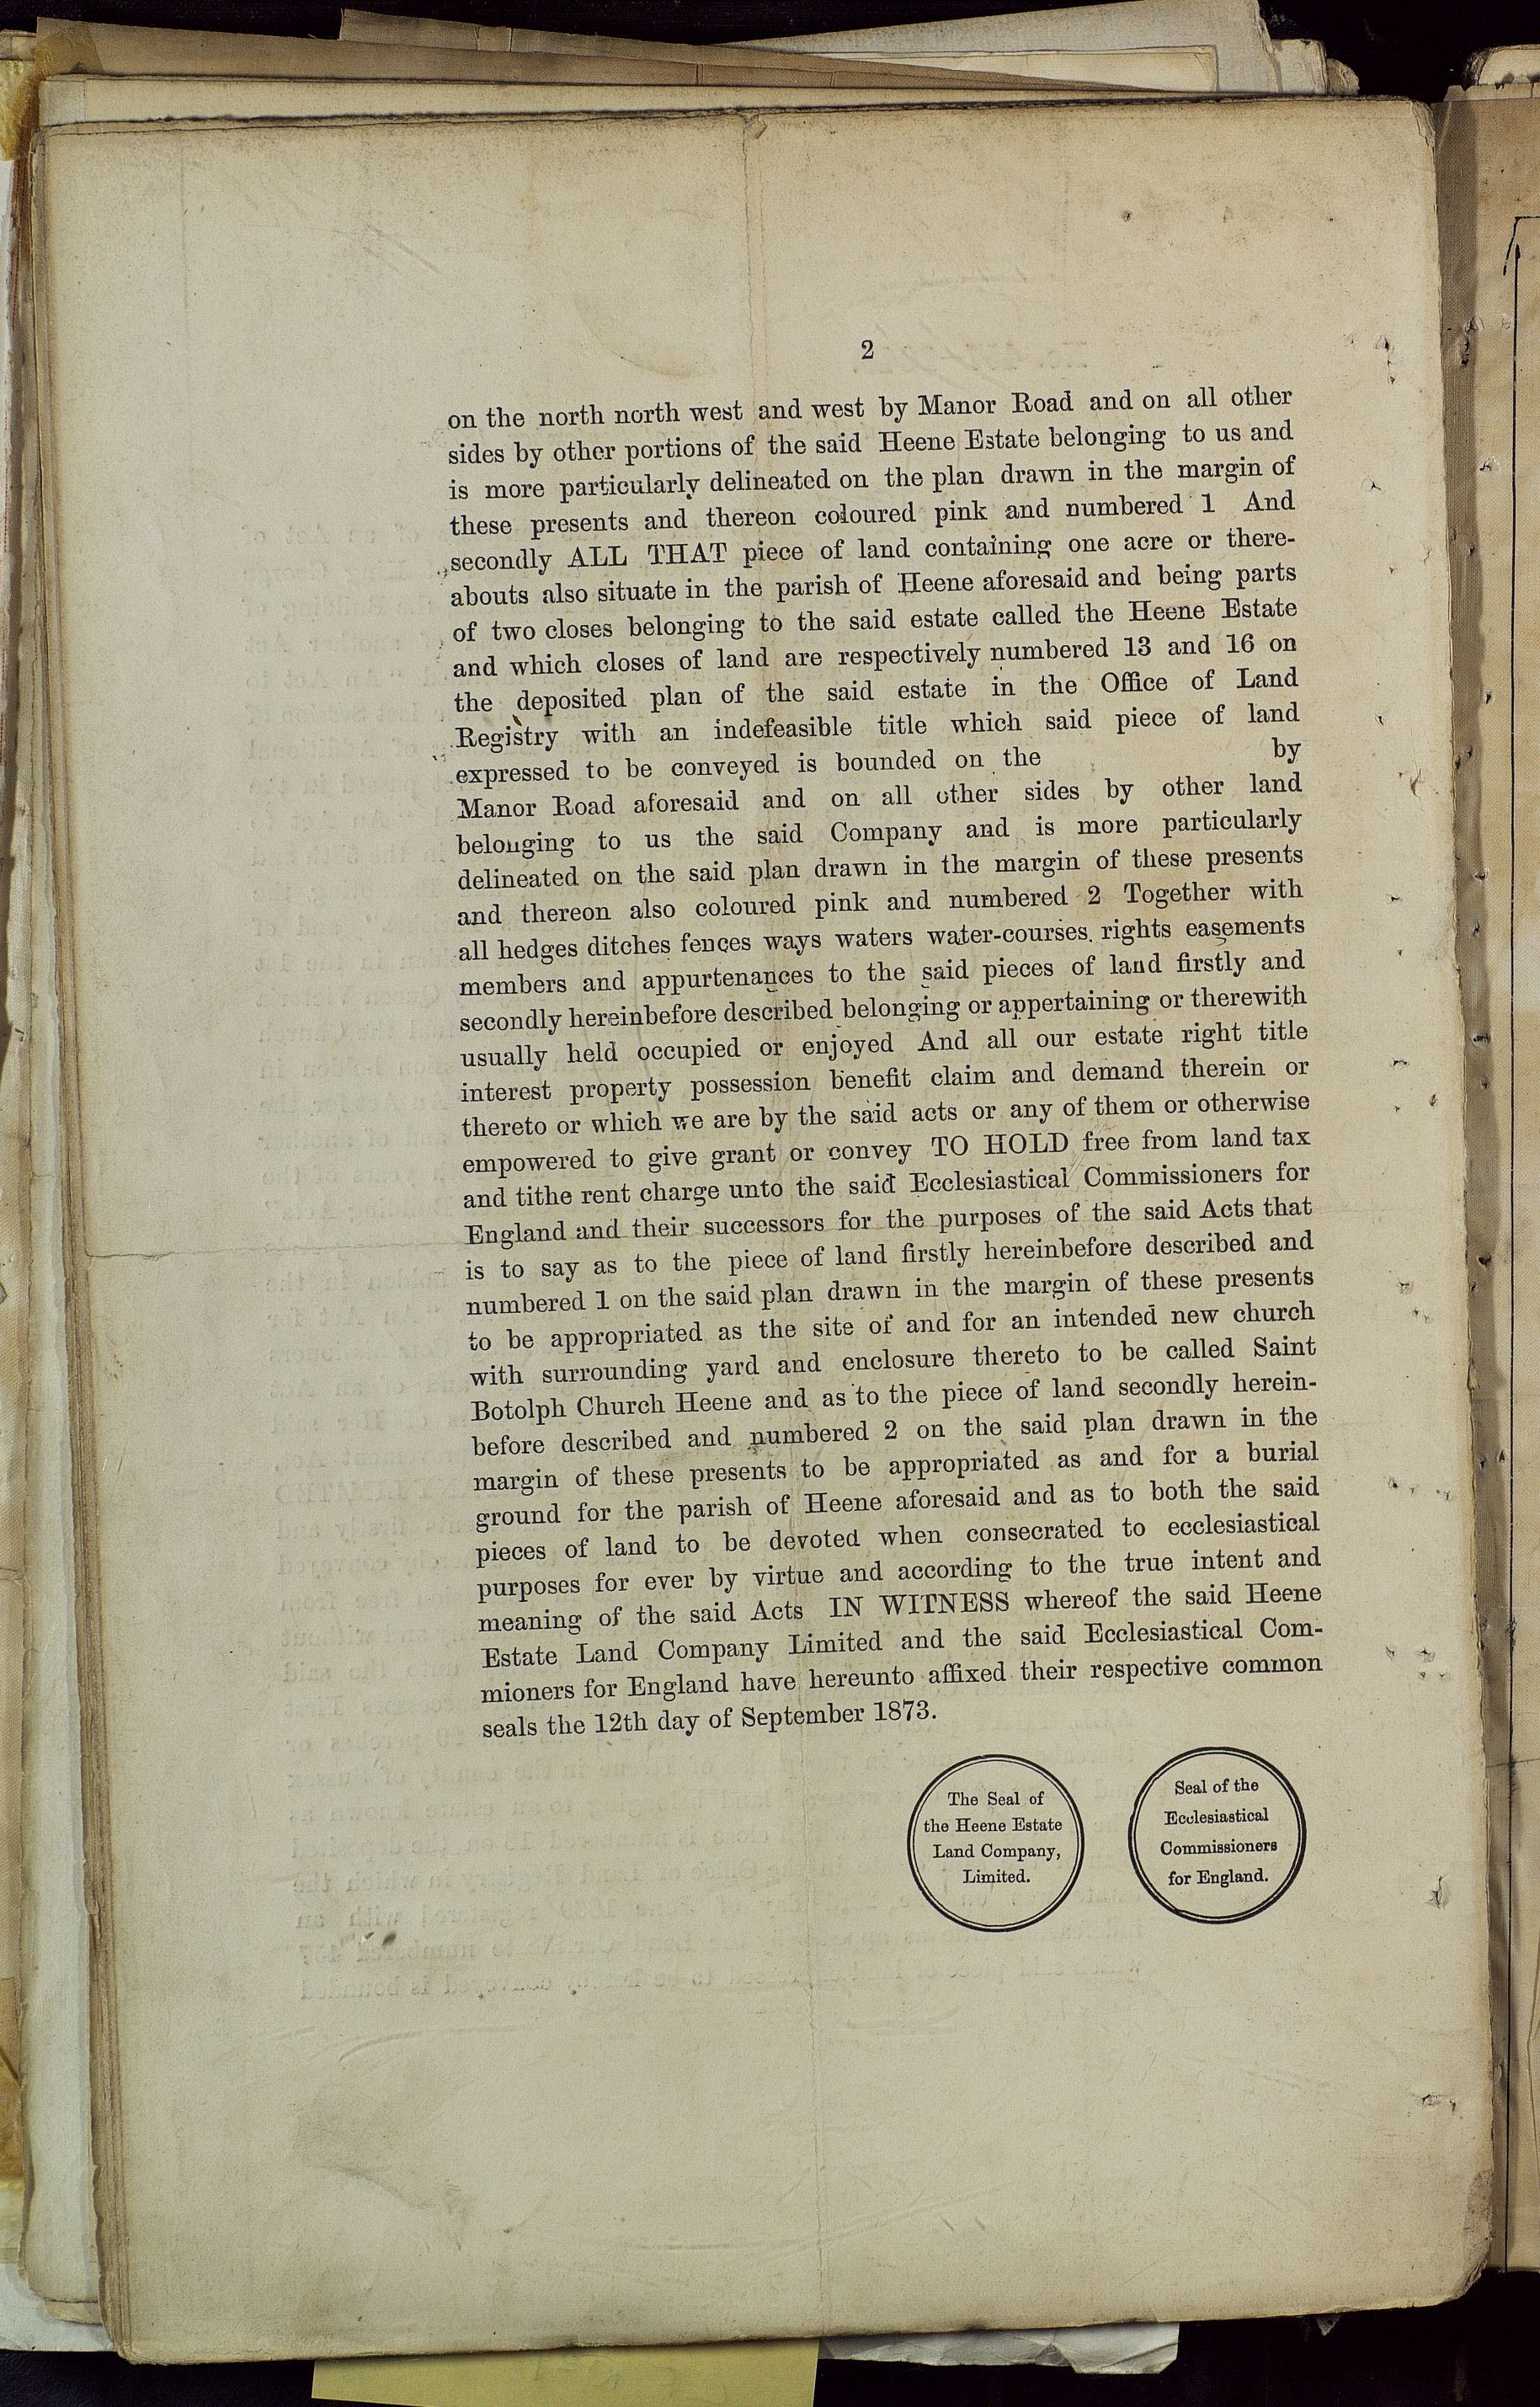 2
on the north north west and west by Manor Road and on all other
sides by other portions of the said Heene Estate belonging to us and
is more particularly delineated on the plan drawn in the margin of
these presents and thereon coloured pink and numbered 1 And
secondly ALL THAT piece of land containing one acre or there-
abouts also situate in the parish of Heene aforesaid and being parts
of two closes belonging to the said estate called the Heene Estate
and which closes of land are respectively numbered 13 and 16 on
the deposited plan of the said estate in the Office of Land
Registry with an indefeasible title which said piece of land
expressed to be conveyed is bounded on the by
Manor Road aforesaid and on all other sides by other land
belonging to us the said Company and is more particularly
delineated on the said plan drawn in the margin of these presents
and thereon also coloured pink and numbered 2 Together with
all hedges ditches fences ways waters water-courses. rights easements
members and appurtenances to the said pieces of land firstly and
secondly hereinbefore described belonging or appertaining or therewith
usually held occupied or enjoyed And all our estate right title
interest property possession benefit claim and demand therein or
thereto or which we are by the said acts or any of them or otherwise
empowered to give grant or convey TO HOLD free from land tax
and tithe rent charge unto the said Ecclesiastical Commissioners for
England and their successors for the purposes of the said Acts that
is to say as to the piece of land firstly hereinbefore described and
numbered 1 on the said plan drawn in the margin of these presents
to be appropriated as the site of and for an intended new church
with surrounding yard and enclosure thereto to be called Saint
Botolph Church Heene and as to the piece of land secondly herein-
before described and numbered 2 on the said plan drawn in the
margin of these presents to be appropriated as and for a burial
ground for the parish of Heene aforesaid and as to both the said
pieces of land to be devoted when consecrated to ecclesiastical
purposes for ever by virtue and according to the true intent and
meaning of the said Acts IN WITNESS whereof the said Heene
Estate Land Company Limited and the said Ecclesiastical Com-
mioners for England have hereunto affixed their respective common
seals the 12th day of September 1873.
The Seal of
the Heene Estate
Land Company,
Limited.
Seal of the
Ecclesiastical
Commissioners
for England.